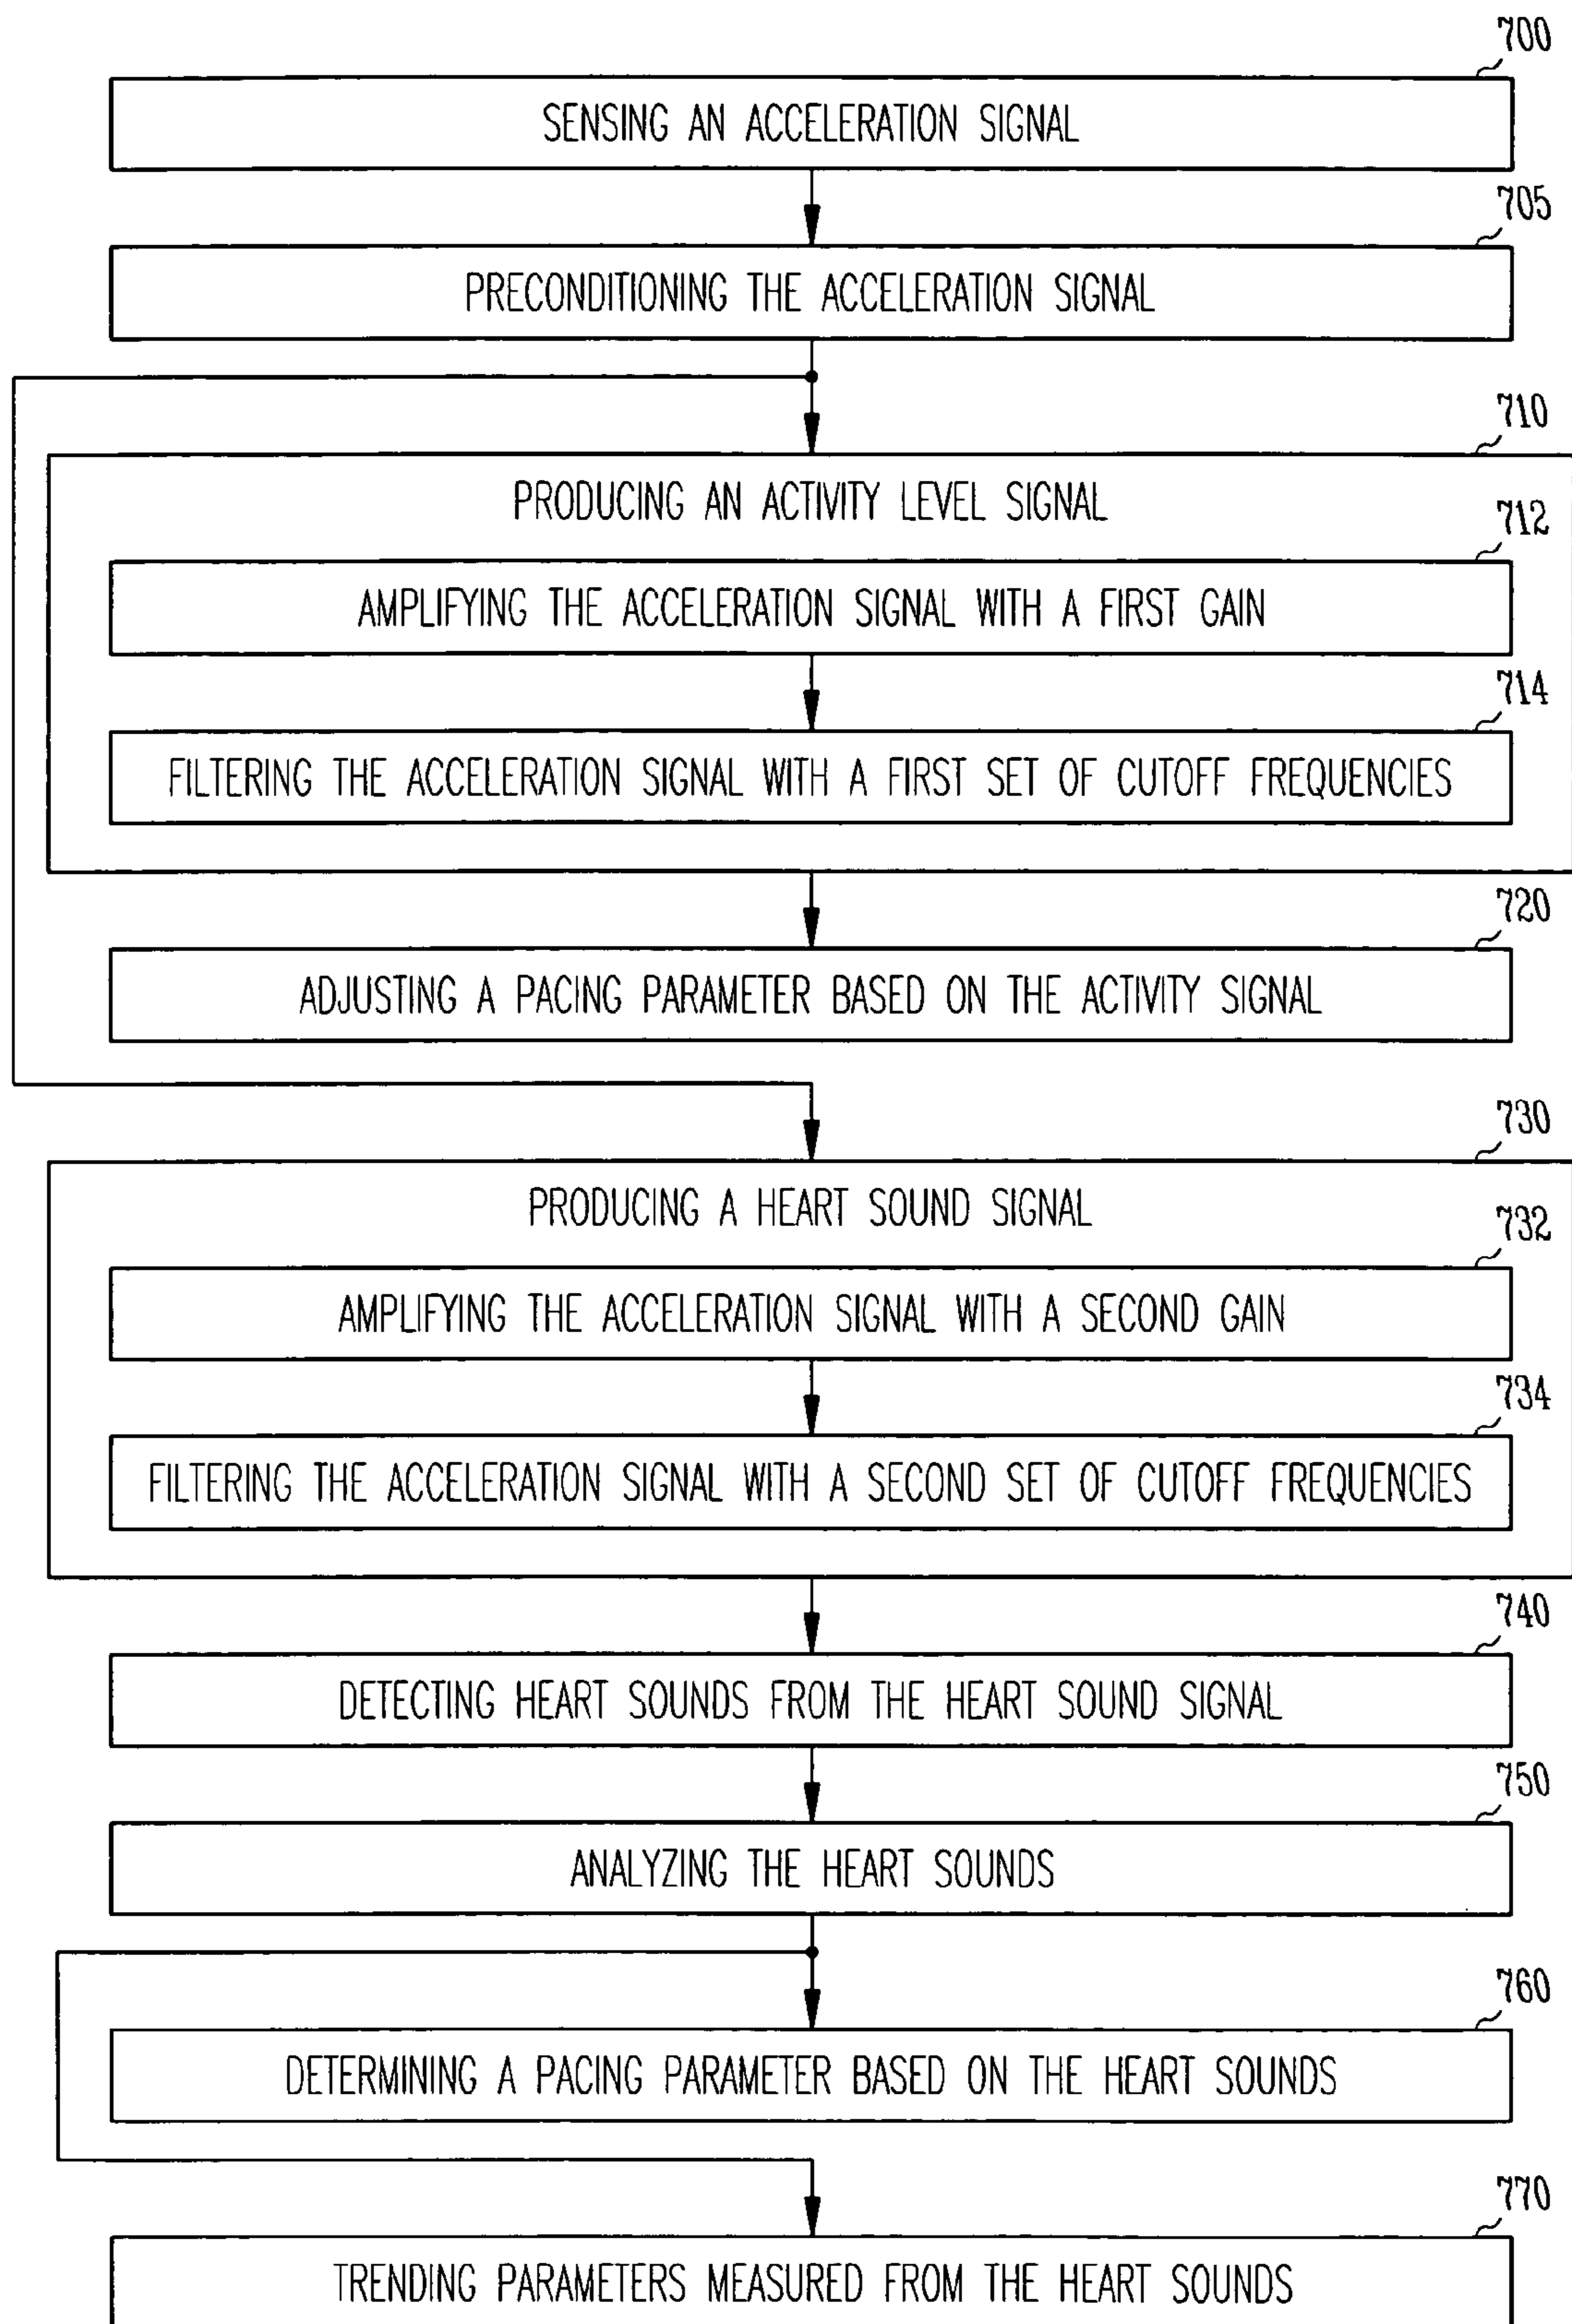 700
SENSING AN ACCELERATION SIGNAL
705
PRECONDITIONING THE ACCELERATION SIGNAL
710
PRODUCING AN ACTIVITY LEVEL SIGNAL
712
AMPLIFYING THE ACCELERATION SIGNAL WITH A FIRST GAIN
714
FILTERING THE ACCELERATION SIGNAL WITH A FIRST SET OF CUTOFF FREQUENCIES
720
ADJUSTING A PACING PARAMETER BASED ON THE ACTIVITY SIGNAL
730
PRODUCING A HEART SOUND SIGNAL
732
AMPLIFYING THE ACCELERATION SIGNAL WITH A SECOND GAIN
734
FILTERING THE ACCELERATION SIGNAL WITH A SECOND SET OF CUTOFF FREQUENCIES
740
DETECTING HEART SOUNDS FROM THE HEART SOUND SIGNAL
750
ANALYZING THE HEART SOUNDS
760
DETERMINING A PACING PARAMETER BASED ON THE HEART SOUNDS
770
TRENDING PARAMETERS MEASURED FROM THE HEART SOUNDS